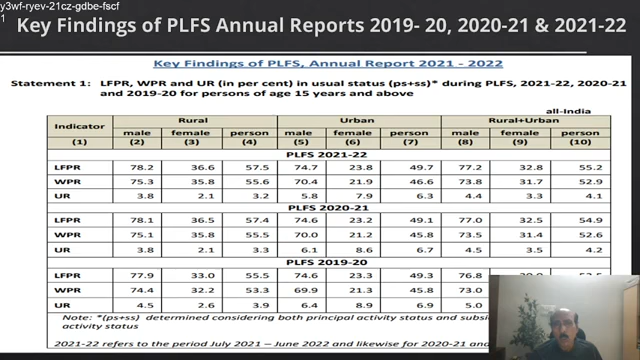 y3wf-ryev-21cz-gdbe-fscf
1
Key Findings of PLFS Annual Reports 2019- 20, 2020-21 & 2021-22
Key Findings of PLFS, Annual Report 2021 - 2022
Statement 1: LFPR, WPR and UR (in per cent) in usual status (ps+ss)* during PLFS, 2021-22, 2020-21
and 2019-20 for persons of age 15 years and above
all-India
Indicator Rural Urban Rural+Urban
male female person male female person male female person
(1) (2) (3) (4) (5) (6) (7) (8) (9) (10)
PLFS 2021-22
LFPR 78.2 36.6 57.5 74.7 23.8 49.7 77.2 32.8 55.2
WPR 75.3 35.8 55.6 70.4 21.9 46.6 73.8 31.7 52.9
UR 3.8 2.1 3.2 5.8 7.9 6.3 4.4 3.3 4.1
PLFS 2020-21
LFPR 78.1 36.5 57.4 74.6 23.2 49.1 77.0 32.5 54.9
WPR 75.1 35.8 55.5 70.0 21.2 45.8 73.5 31.4 52.6
UR 3.8 2.1 3.3 6.1 8.6 6.7 4.5 3.5 4.2
PLFS 2019-20
LFPR 77.9 33.0 55.5 74.6 23.3 49.3 76.8
WPR 74.4 32.2 53.3 69.9 21.3 45.8 73.0
UR 4.5 2.6 3.9 6.4 8.9 6.9 5.0
Note: *(ps+ss) determined considering both principal activity status and
activity status
2021-22 refers to the period July 2021 – June 2022 and likewise for 2020-21 and